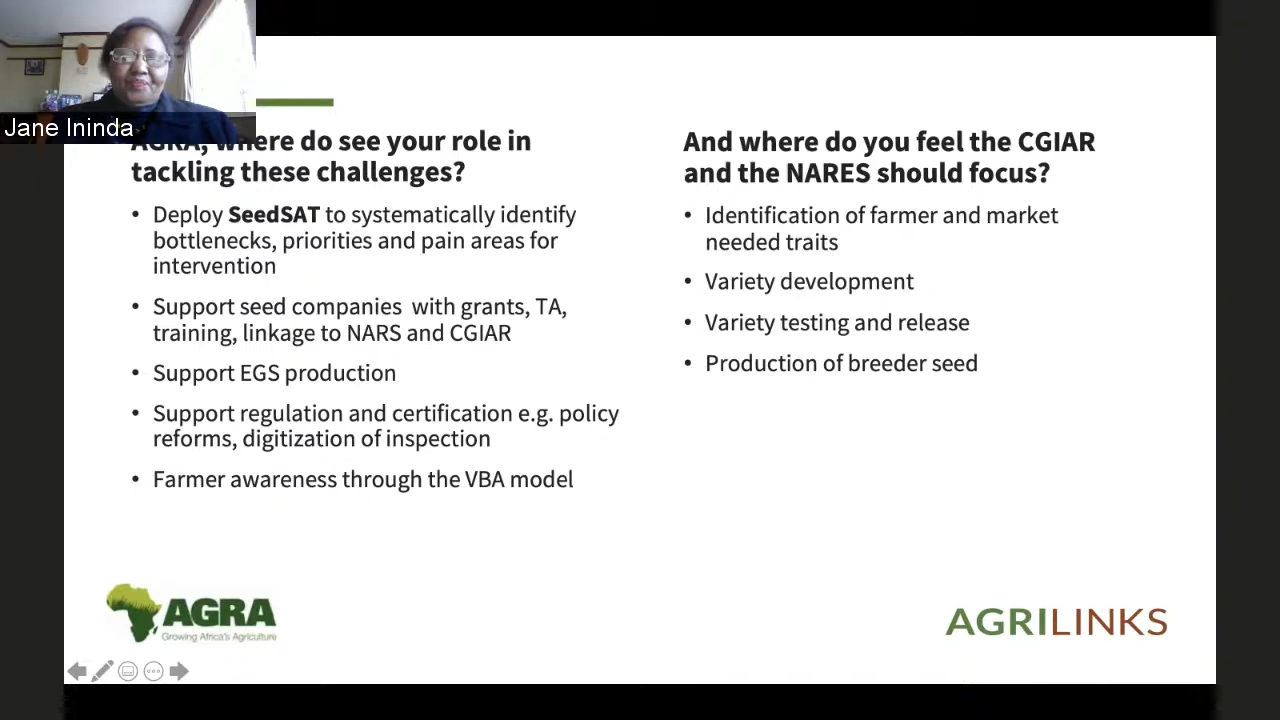 Jane Ininda
AGRA, where do see your role in
tackling these challenges?
• Deploy SeedSAT to systematically identify
bottlenecks, priorities and pain areas for
intervention
• Support seed companies with grants, TA,
training, linkage to NARS and CGIAR
• Support EGS production
• Support regulation and certification e.g. policy
reforms, digitization of inspection
• Farmer awareness through the VBA model
And where do you feel the CGIAR
and the NARES should focus?
• Identification of farmer and market
needed traits
• Variety development
• Variety testing and release
• Production of breeder seed
AGRA
Growing Africa's Agriculture
AGRILINKS